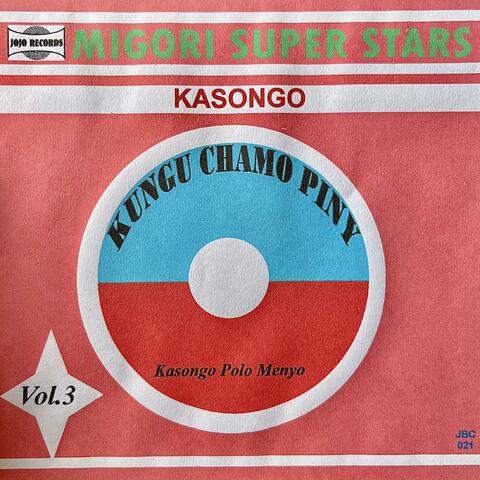 JOJO RECORDS
MIGORI SUPER STARS
KASONGO
KUNGU CHAMO PINY
Kasongo Polo Menyo
Vol.3
JBC
021